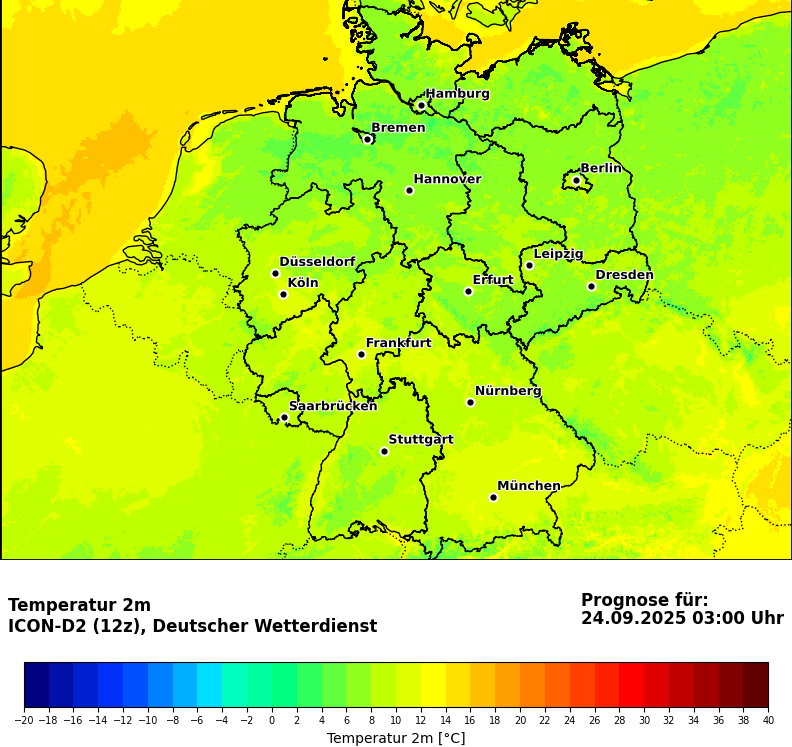 Hamburg
Bremen
Berlin
Hannover
Düsseldorf
Leipzig
Köln
Erfurt
Dresden
Frankfurt
Nürnberg
Saarbrücken
Stuttgart
München
Temperatur 2m
ICON-D2 (12z), Deutscher Wetterdienst
Prognose für:
24.09.2025 03:00 Uhr
−20 −18 −16 −14 −12 −10 −8 −6 −4 −2 0 2 4 6 8 10 12 14 16 18 20 22 24 26 28 30 32 34 36 38 40
Temperatur 2m [°C]